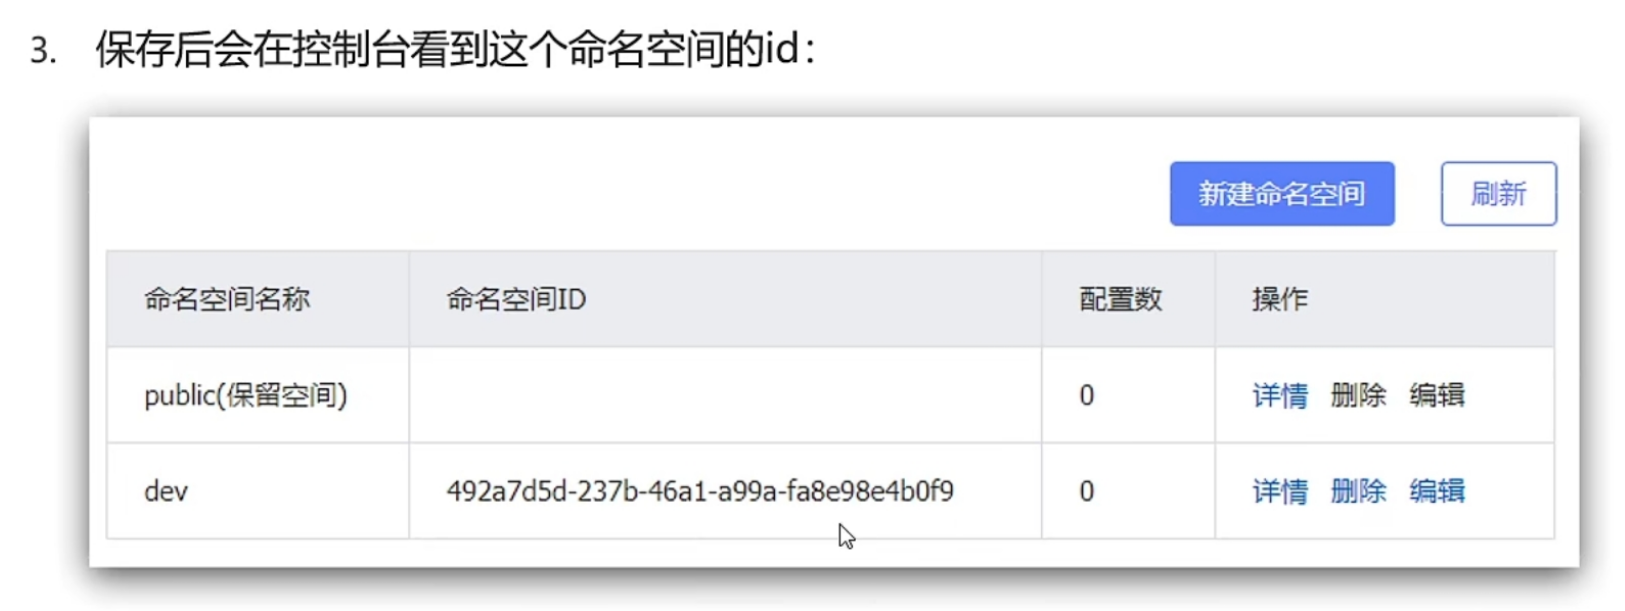 3. 保存后会在控制台看到这个命名空间的id：
新建命名空间 刷新
命名空间名称 命名空间ID 配置数 操作
public(保留空间) 0 详情 删除 编辑
dev 492a7d5d-237b-46a1-a99a-fa8e98e4b0f9 0 详情 删除 编辑